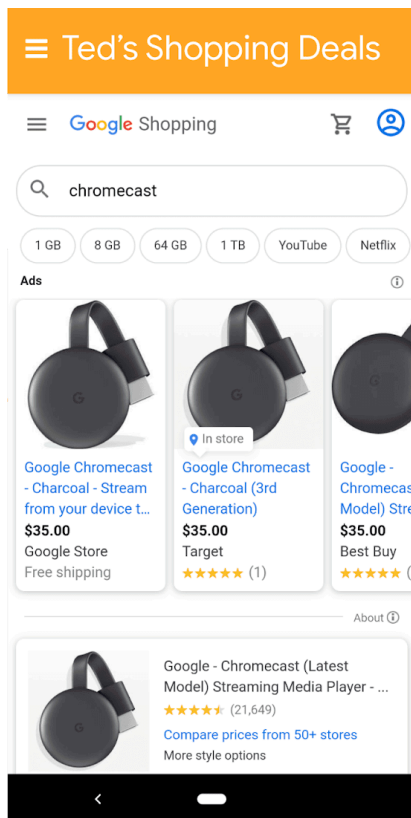 Ted's Shopping Deals
Google Shopping
chromecast
1 GB
8 GB
64 GB
1 TB
YouTube
Netflix
Ads
In store
Google Chromecast
- Charcoal - Stream
from your device t...
$35.00
Google Store
Free shipping
Google Chromecast
- Charcoal (3rd
Generation)
$35.00
Target
(1)
Google -
Chromecas
Model) Stre
$35.00
Best Buy
(
About
Google - Chromecast (Latest
Model) Streaming Media Player - ...
(21,649)
Compare prices from 50+ stores
More style options